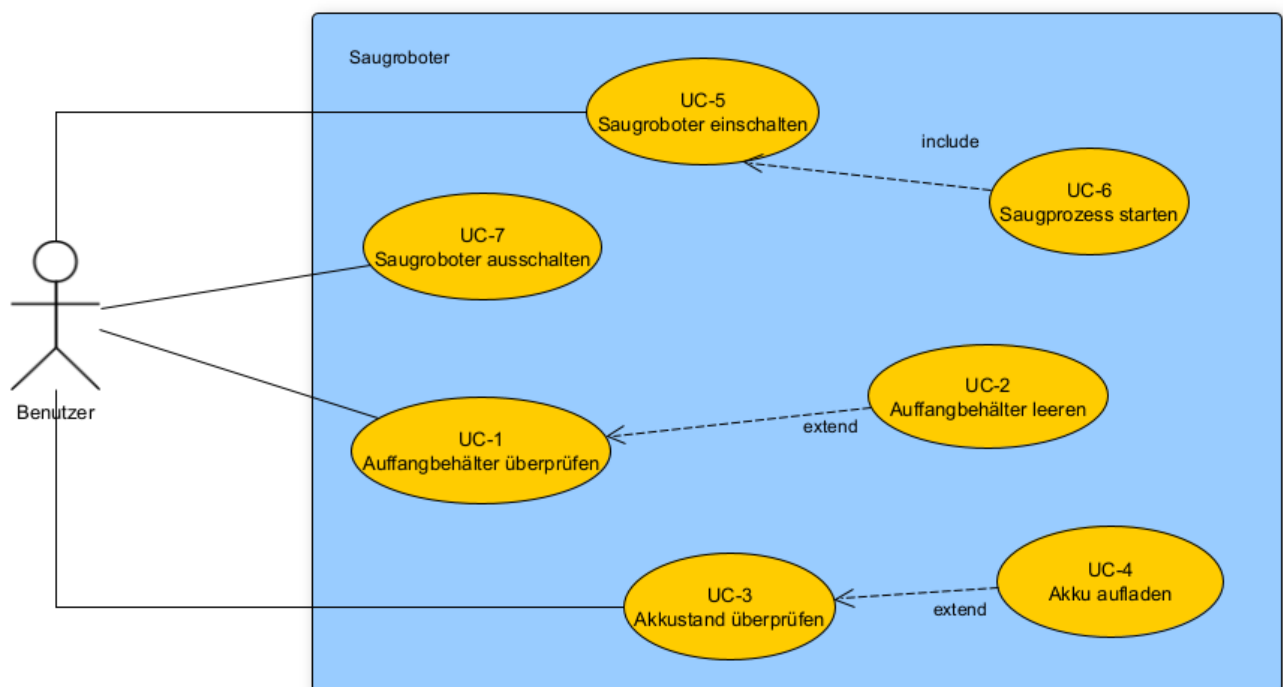 Saugroboter
UC-5
Saugroboter einschalten
include
UC-6
Saugprozess starten
UC-7
Saugroboter ausschalten
Benutzer
UC-2
Auffangbehälter leeren
extend
UC-1
Auffangbehälter überprüfen
UC-4
Akku aufladen
extend
UC-3
Akkustand überprüfen